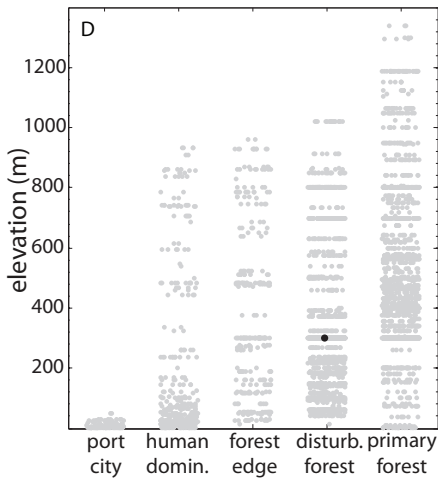 D
1200
1000
800
600
400
200
elevation (m)
port city
human domin.
forest edge
disturb. forest
primary forest